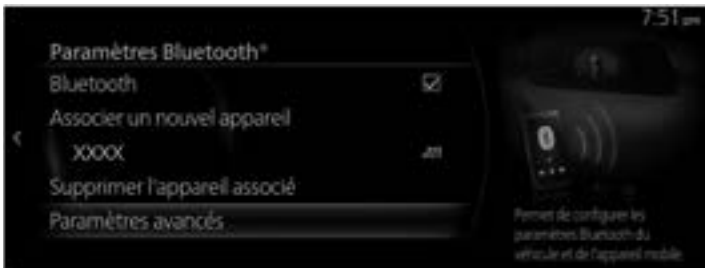 7:51 pm
Paramètres Bluetooth®
Bluetooth
Associer un nouvel appareil
XXXX
Supprimer l'appareil associé
Paramètres avancés
Permet de configurer les
paramètres Bluetooth du
véhicule et de l'appareil mobile.